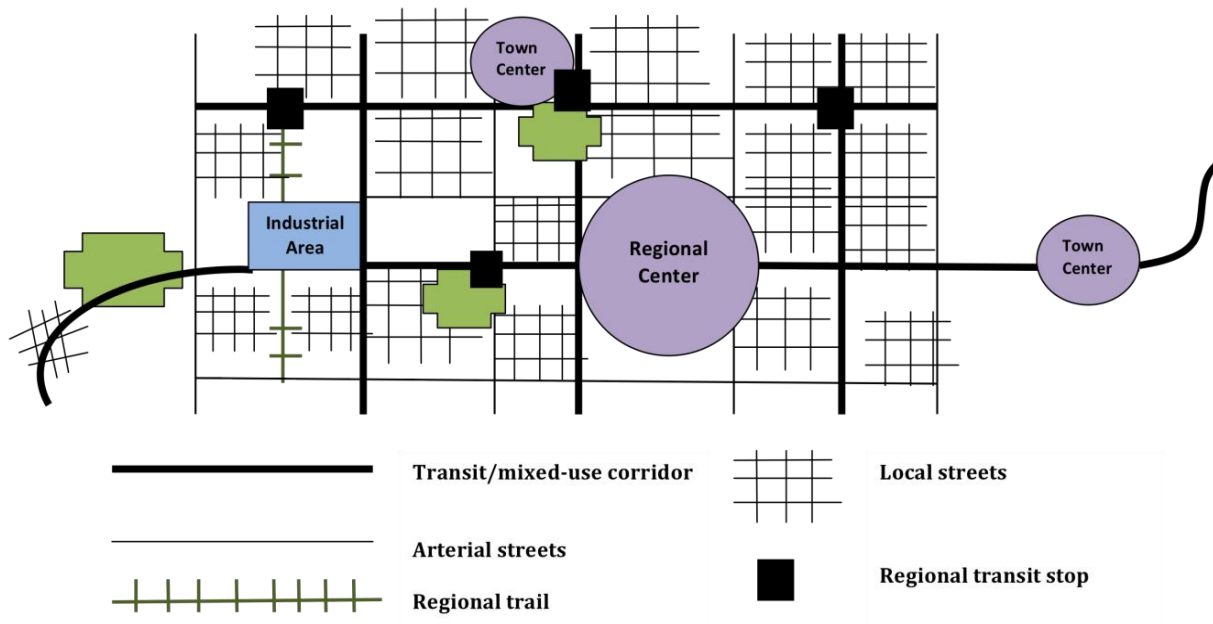 Town
Center
Industrial
Area
Regional
Center
Town
Center
Transit/mixed-use corridor
Local streets
Arterial streets
Regional transit stop
Regional trail